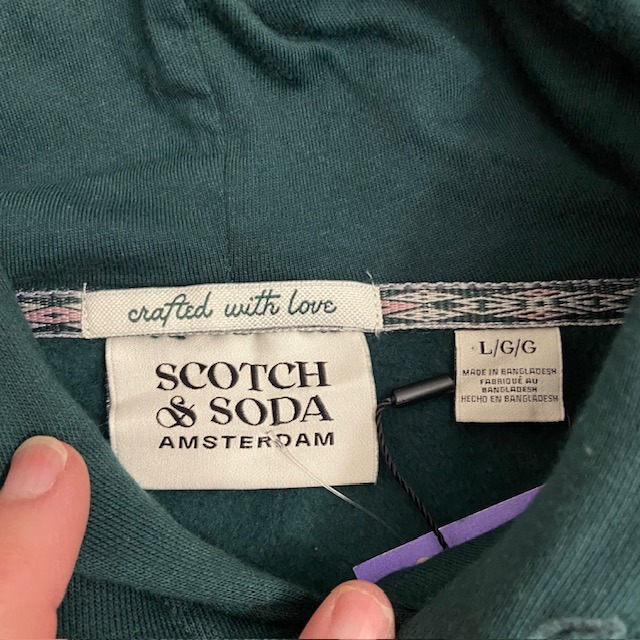 crafted with love
SCOTCH
& SODA
AMSTERDAM
L/G/G
MADE IN BANGLADESH
FABRIQUÉ AU
BANGLADESH
HECHO EN BANGLADESH